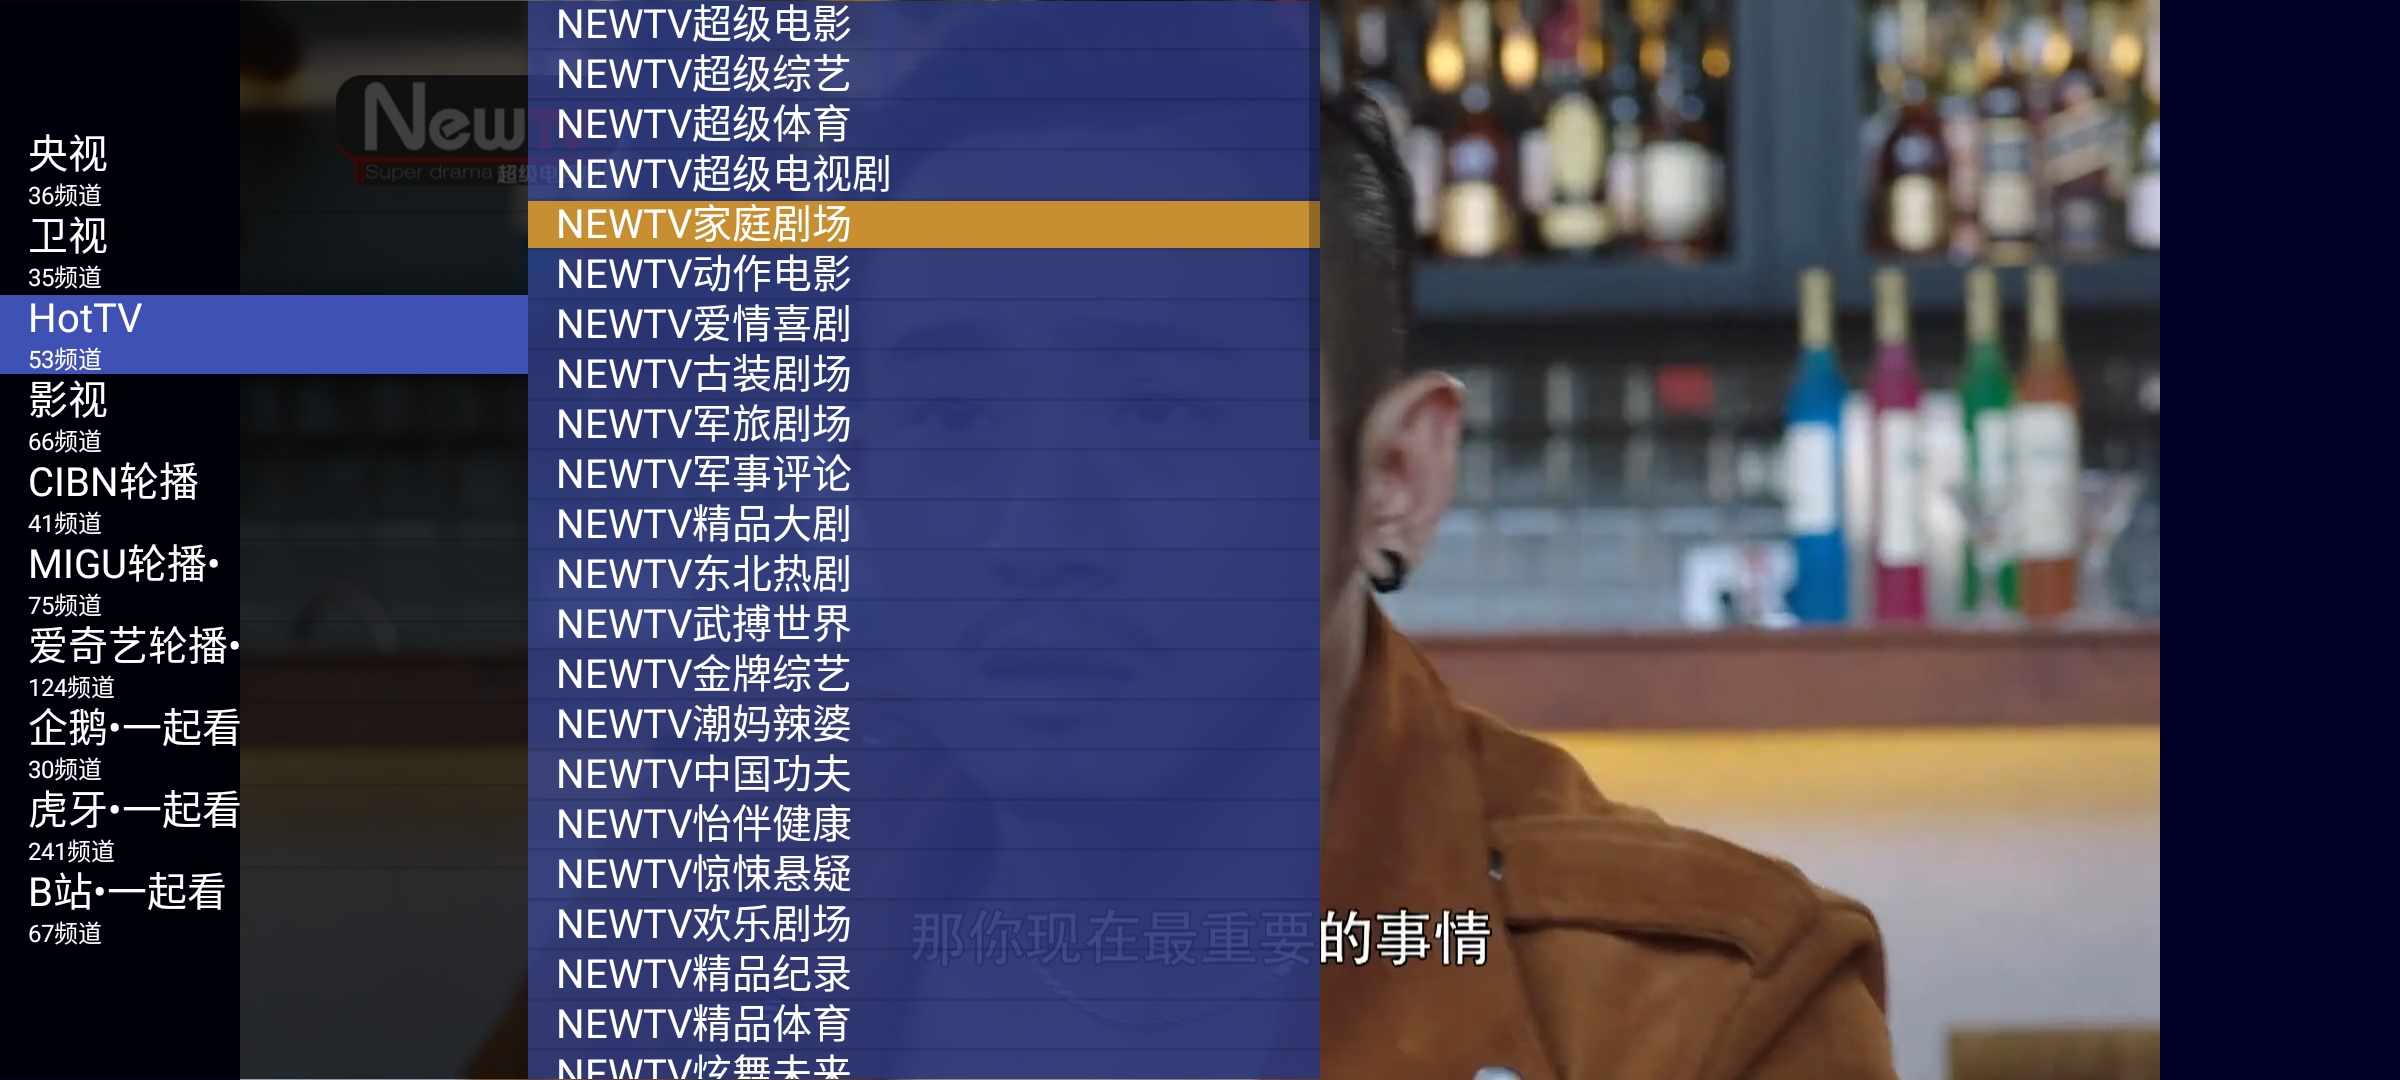 央视
36频道
卫视
35频道
HotTV
53频道
影视
66频道
CIBN轮播
41频道
MIGU轮播•
75频道
爱奇艺轮播•
124频道
企鹅•一起看
30频道
虎牙•一起看
241频道
B站•一起看
67频道
NewTV
Super drama 超级电
NEWTV超级电影
NEWTV超级综艺
NEWTV超级体育
NEWTV超级电视剧
NEWTV家庭剧场
NEWTV动作电影
NEWTV爱情喜剧
NEWTV古装剧场
NEWTV军旅剧场
NEWTV军事评论
NEWTV精品大剧
NEWTV东北热剧
NEWTV武搏世界
NEWTV金牌综艺
NEWTV潮妈辣婆
NEWTV中国功夫
NEWTV怡伴健康
NEWTV惊悚悬疑
NEWTV欢乐剧场
NEWTV精品纪录
NEWTV精品体育
NEWTV炫舞未来
那你现在最重要的事情